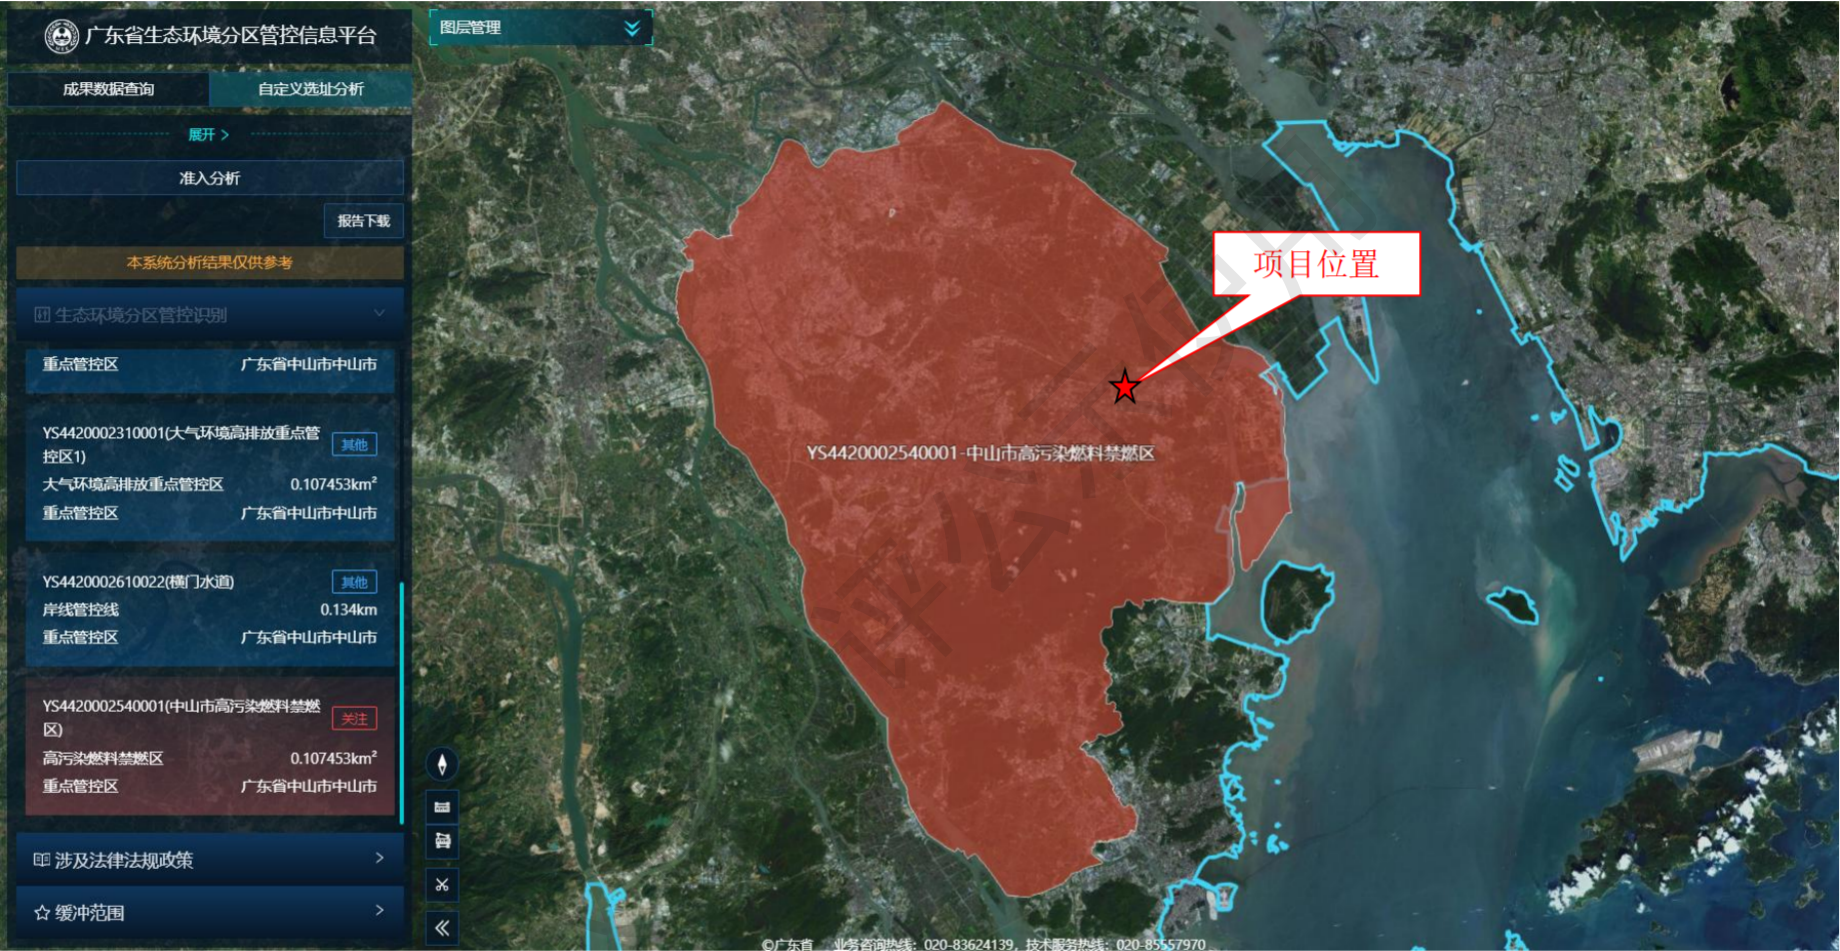 广东省生态环境分区管控信息平台
成果数据查询
自定义选址分析
展开 >
准入分析
报告下载
本系统分析结果仅供参考
生态环境分区管控识别
重点管控区 广东省中山市中山市
YS4420002310001(大气环境高排放重点管
控区1)
其他
大气环境高排放重点管控区 0.107453km²
重点管控区 广东省中山市中山市
YS4420002610022(横门水道) 其他
岸线管控线 0.134km
重点管控区 广东省中山市中山市
YS4420002540001(中山市高污染燃料禁燃
区)
关注
高污染燃料禁燃区 0.107453km²
重点管控区 广东省中山市中山市
涉及法律法规政策
缓冲范围
图层管理
项目位置
YS4420002540001-中山市高污染燃料禁燃区
评公示使用
©广东省 业务咨询热线：020-83624139，技术服务热线：020-85557970